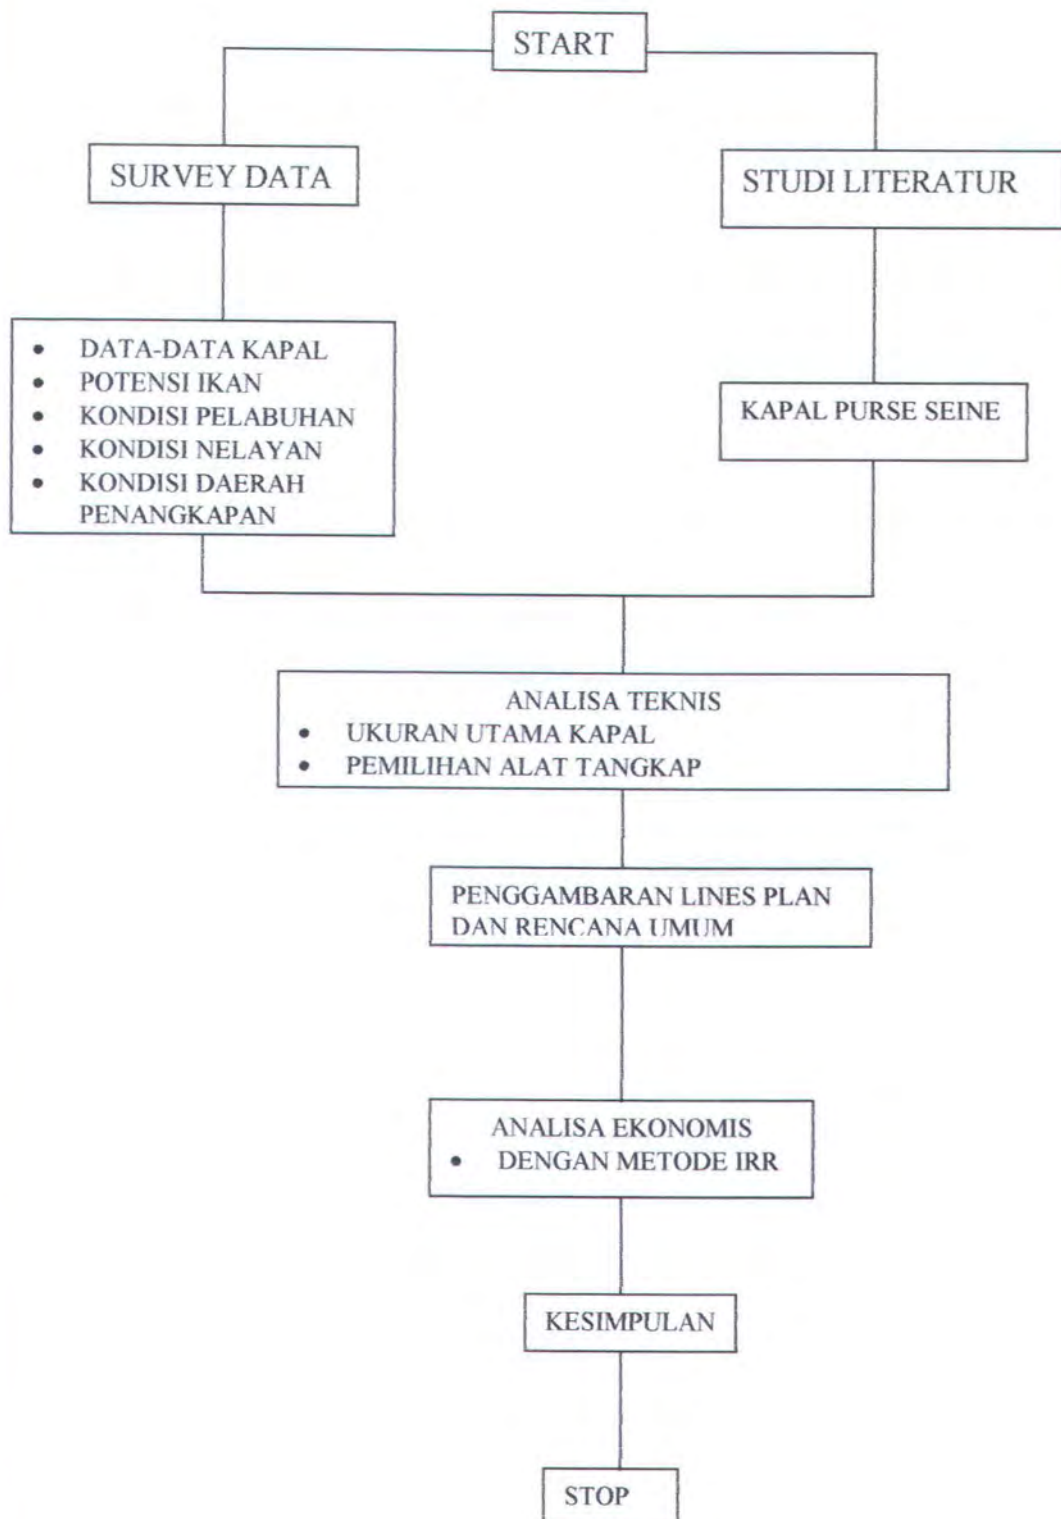 START
SURVEY DATA
STUDI LITERATUR
• DATA-DATA KAPAL
• POTENSI IKAN
• KONDISI PELABUHAN
• KONDISI NELAYAN
• KONDISI DAERAH
PENANGKAPAN
KAPAL PURSE SEINE
ANALISA TEKNIS
• UKURAN UTAMA KAPAL
• PEMILIHAN ALAT TANGKAP
PENGGAMBARAN LINES PLAN
DAN RENCANA UMUM
ANALISA EKONOMIS
• DENGAN METODE IRR
KESIMPULAN
STOP